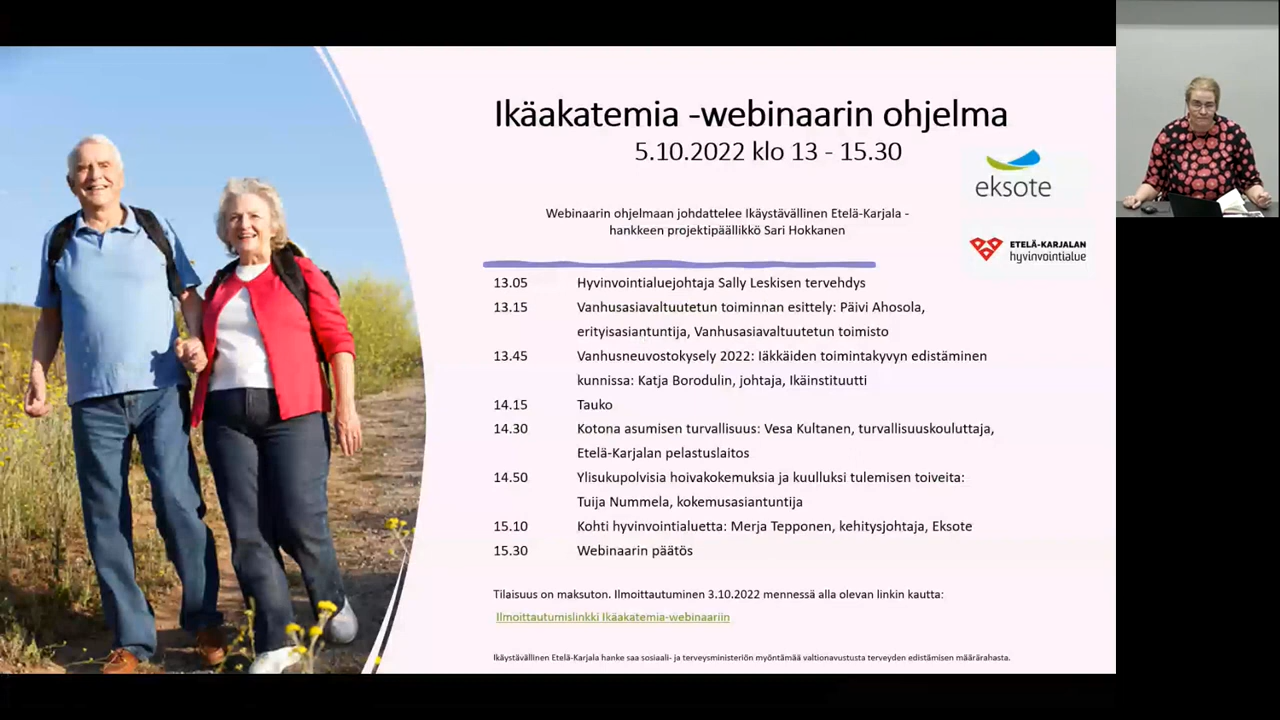 Ikäakatemia -webinaarin ohjelma
5.10.2022 klo 13 - 15.30
eksote
Webinaarin ohjelmaan johdattelee Ikäystävällinen Etelä-Karjala -
hankkeen projektipäällikkö Sari Hokkanen
ETELÄ-KARJALAN
hyvinvointialue
13.05 Hyvinvointialuejohtaja Sally Leskisen tervehdys
13.15 Vanhusasiavaltuutetun toiminnan esittely: Päivi Ahosola,
erityisasiantuntija, Vanhusasiavaltuutetun toimisto
13.45 Vanhusneuvostokysely 2022: Iäkkäiden toimintakyvyn edistäminen
kunnissa: Katja Borodulin, johtaja, Ikäinstituutti
14.15 Tauko
14.30 Kotona asumisen turvallisuus: Vesa Kultanen, turvallisuuskouluttaja,
Etelä-Karjalan pelastuslaitos
14.50 Ylisukupolvisia hoivakokemuksia ja kuulluksi tulemisen toiveita:
Tuija Nummela, kokemusasiantuntija
15.10 Kohti hyvinvointialuetta: Merja Tepponen, kehitysjohtaja, Eksote
15.30 Webinaarin päätös
Tilaisuus on maksuton. Ilmoittautuminen 3.10.2022 mennessä alla olevan linkin kautta:
Ilmoittautumislinkki Ikäakatemia-webinaariin
Ikäystävällinen Etelä-Karjala hanke saa sosiaali- ja terveysministeriön myöntämää valtionavustusta terveyden edistämisen määrärahasta.